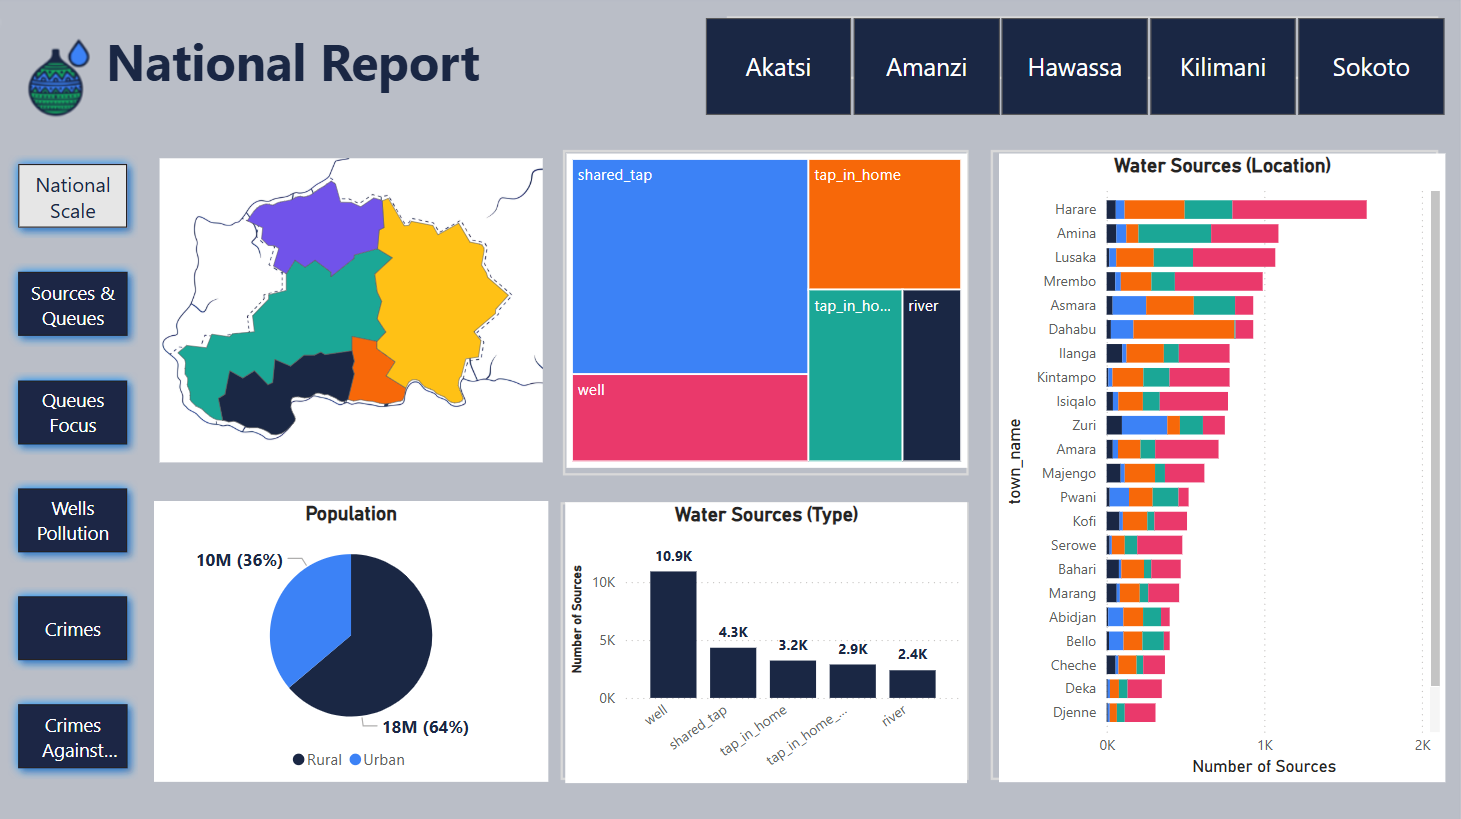 National Report
Akatsi
Amanzi
Hawassa
Kilimani
Sokoto
National
Scale
Sources &
Queues
Queues
Focus
Wells
Pollution
Crimes
Crimes
Against...
shared_tap
tap_in_home
well
tap_in_ho...
river
Population
10M (36%)
18M (64%)
Rural
Urban
Water Sources (Type)
Number of Sources
10K
5K
0K
10.9K
4.3K
3.2K
2.9K
2.4K
well
shared_tap
tap_in_home
tap_in_home_...
river
Water Sources (Location)
town_name
Harare
Amina
Lusaka
Mrembo
Asmara
Dahabu
Ilanga
Kintampo
Isiqalo
Zuri
Amara
Majengo
Pwani
Kofi
Serowe
Bahari
Marang
Abidjan
Bello
Cheche
Deka
Djenne
0K
1K
2K
Number of Sources